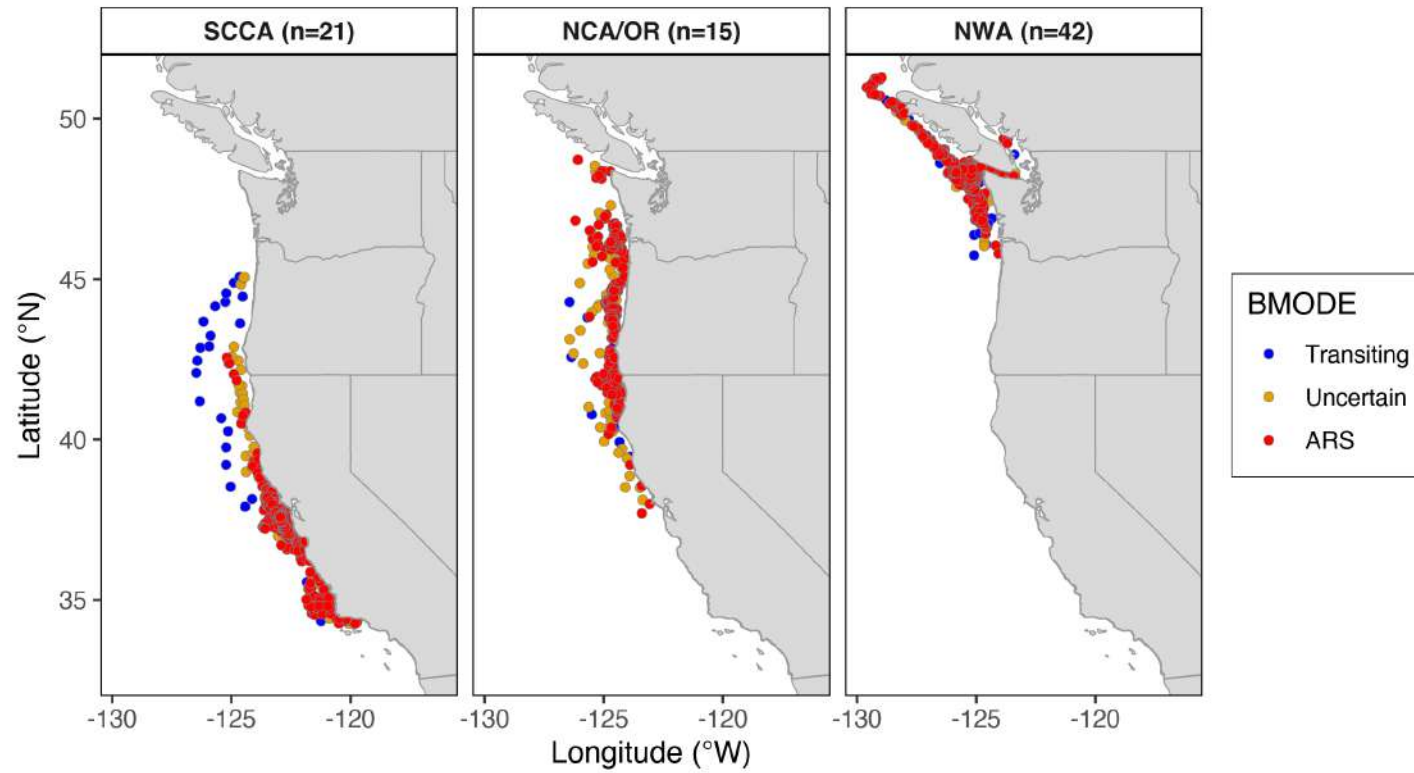 SCCA (n=21)
NCA/OR (n=15)
NWA (n=42)
50
45
40
35
Latitude (°N)
-130
-125
-120
-130
-125
-120
-130
-125
-120
Longitude (°W)
BMODE
Transiting
Uncertain
ARS